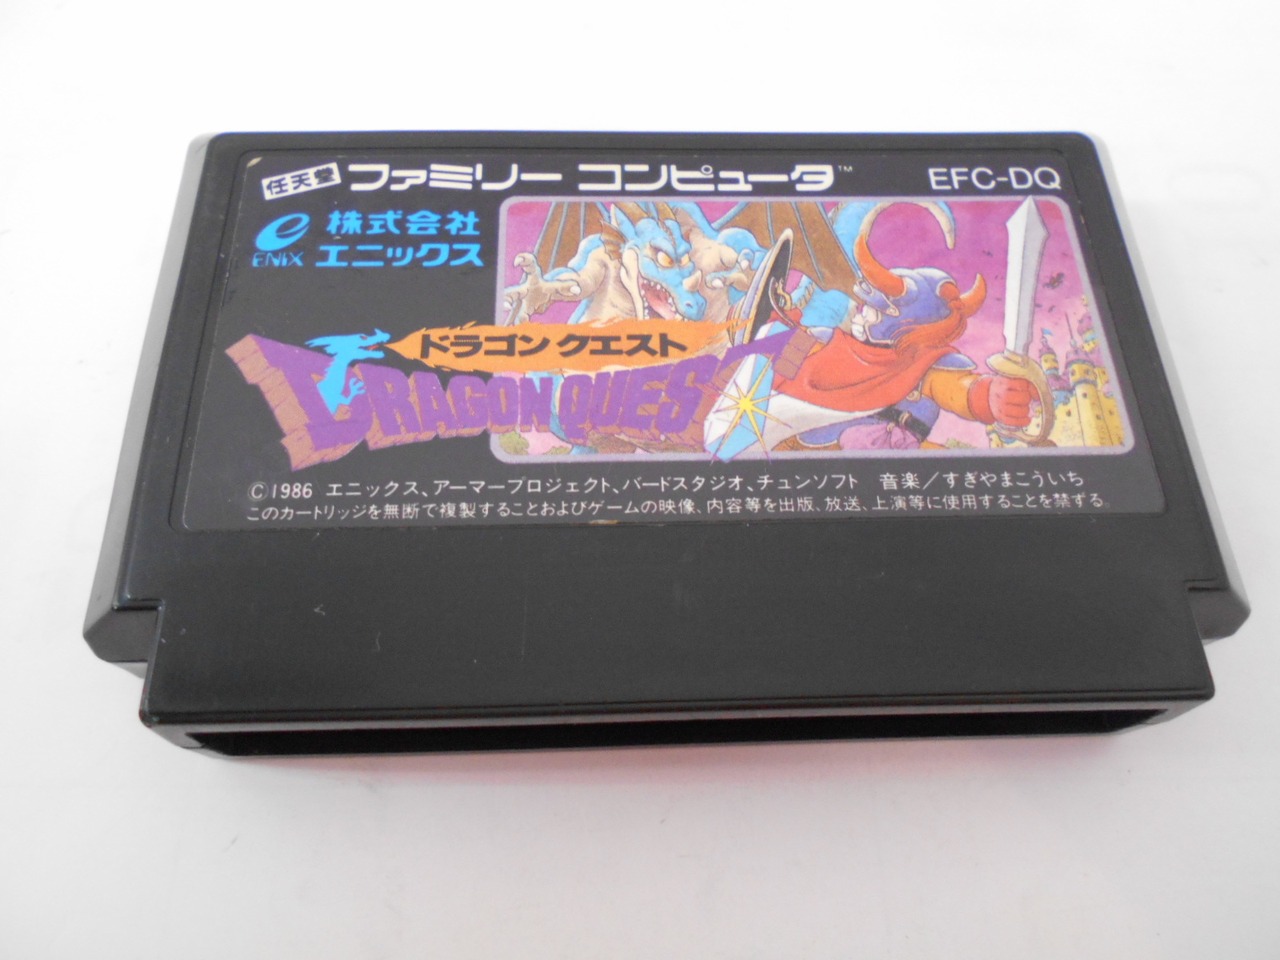 任天堂 ファミリー コンピュータ™ EFC-DQ
e 株式会社
ENIX エニックス
ドラゴンクエスト
DRAGON QUEST
©1986 エニックス、アーマープロジェクト、バードスタジオ、チュンソフト 音楽/すぎやまこういち
このカートリッジを無断で複製することおよびゲームの映像、内容等を出版、放送、上演等に使用することを禁ずる。